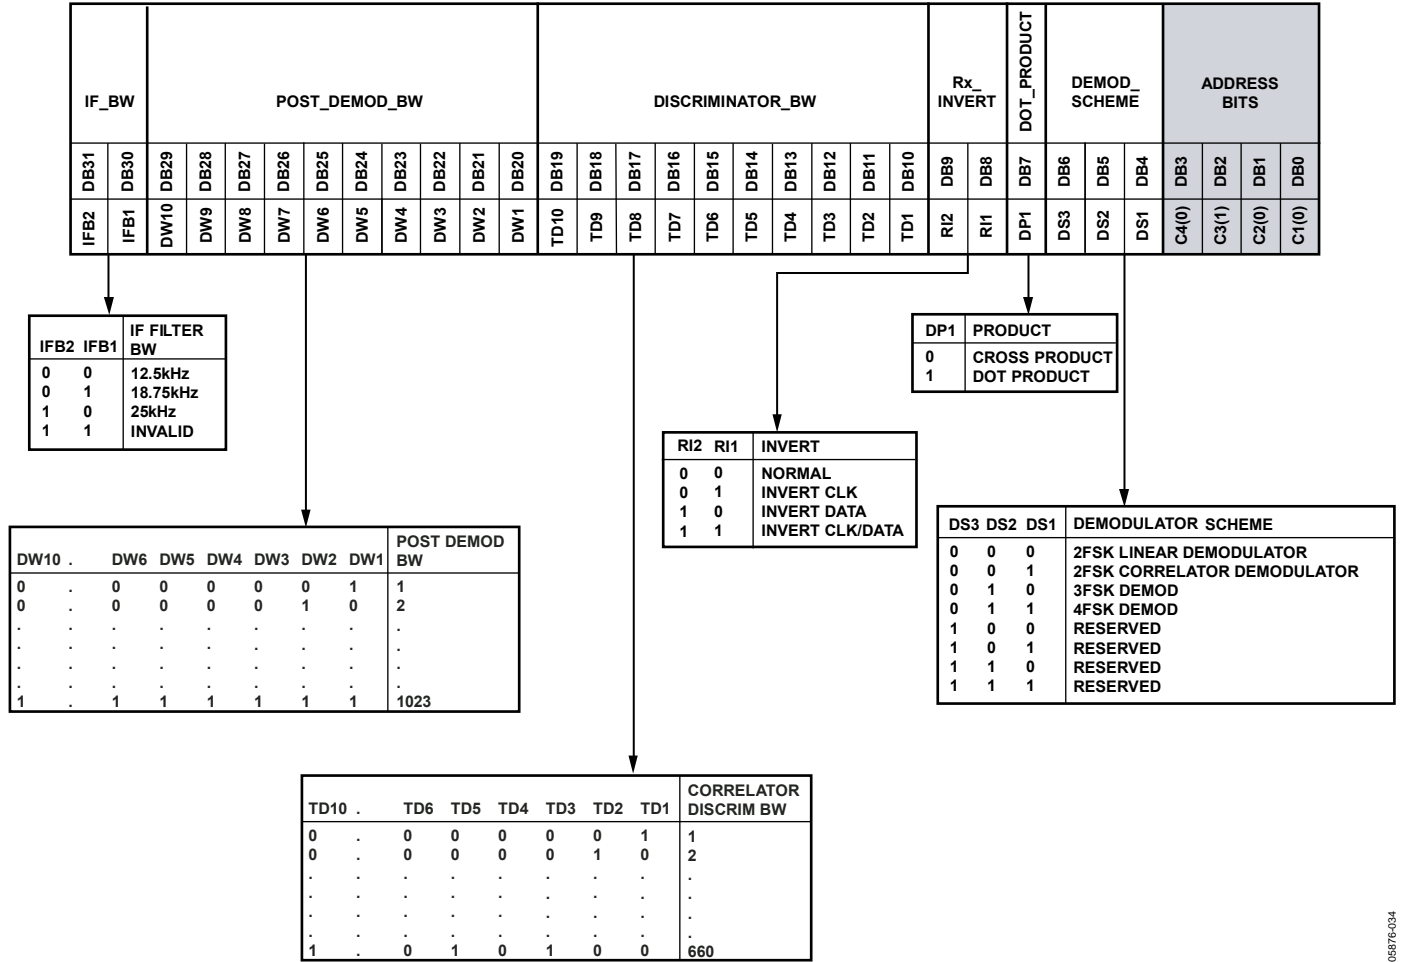 IF_BW POST_DEMOD_BW DISCRIMINATOR_BW Rx_ INVERT DOT_PRODUCT DEMOD_ SCHEME ADDRESS BITS
DB31 DB30 DB29 DB28 DB27 DB26 DB25 DB24 DB23 DB22 DB21 DB20 DB19 DB18 DB17 DB16 DB15 DB14 DB13 DB12 DB11 DB10 DB9 DB8 DB7 DB6 DB5 DB4 DB3 DB2 DB1 DB0
IFB2 IFB1 DW10 DW9 DW8 DW7 DW6 DW5 DW4 DW3 DW2 DW1 TD10 TD9 TD8 TD7 TD6 TD5 TD4 TD3 TD2 TD1 RI2 RI1 DP1 DS3 DS2 DS1 C4(0) C3(1) C2(0) C1(0)
IFB2 IFB1 IF FILTER BW
0 0 12.5kHz
0 1 18.75kHz
1 0 25kHz
1 1 INVALID
DP1 PRODUCT
0 CROSS PRODUCT
1 DOT PRODUCT
RI2 RI1 INVERT
0 0 NORMAL
0 1 INVERT CLK
1 0 INVERT DATA
1 1 INVERT CLK/DATA
DS3 DS2 DS1 DEMODULATOR SCHEME
0 0 0 2FSK LINEAR DEMODULATOR
0 0 1 2FSK CORRELATOR DEMODULATOR
0 1 0 3FSK DEMOD
0 1 1 4FSK DEMOD
1 0 0 RESERVED
1 0 1 RESERVED
1 1 0 RESERVED
1 1 1 RESERVED
DW10 . DW6 DW5 DW4 DW3 DW2 DW1 POST DEMOD BW
0 . 0 0 0 0 0 1 1
0 . 0 0 0 0 1 0 2
. . . . . . . . .
. . . . . . . . .
. . . . . . . . .
. . . . . . . . .
1 . 1 1 1 1 1 1 1023
TD10 . TD6 TD5 TD4 TD3 TD2 TD1 CORRELATOR DISCRIM BW
0 . 0 0 0 0 0 1 1
0 . 0 0 0 0 1 0 2
. . . . . . . . .
. . . . . . . . .
. . . . . . . . .
. . . . . . . . .
1 . 0 1 0 1 0 0 660
05876-034